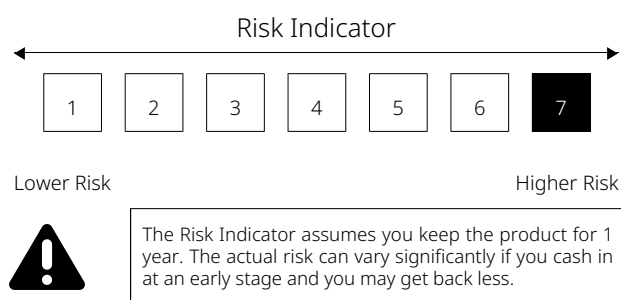 Risk Indicator
1 2 3 4 5 6 7
Lower Risk Higher Risk
The Risk Indicator assumes you keep the product for 1
year. The actual risk can vary significantly if you cash in
at an early stage and you may get back less.